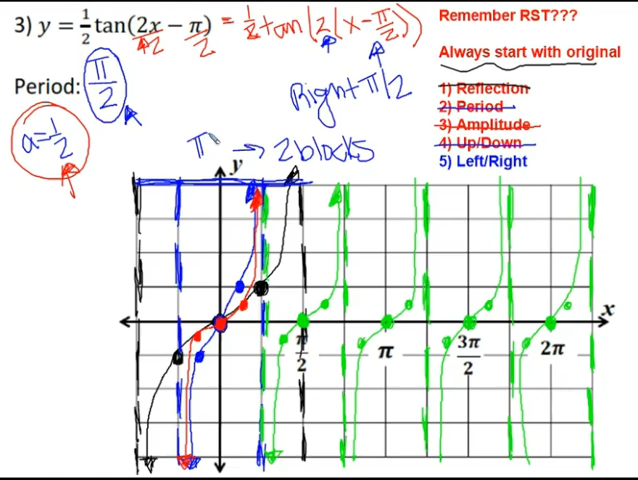 3) y = 1/2 tan(2x − π) = 1/2 tan(2(x − π/2))
÷2 2
Period: π/2
Right π/2
a = 1/2
π → 2 blocks
Remember RST???
Always start with original
1) Reflection
2) Period
3) Amplitude
4) Up/Down
5) Left/Right
y
x
π/2 π 3π/2 2π